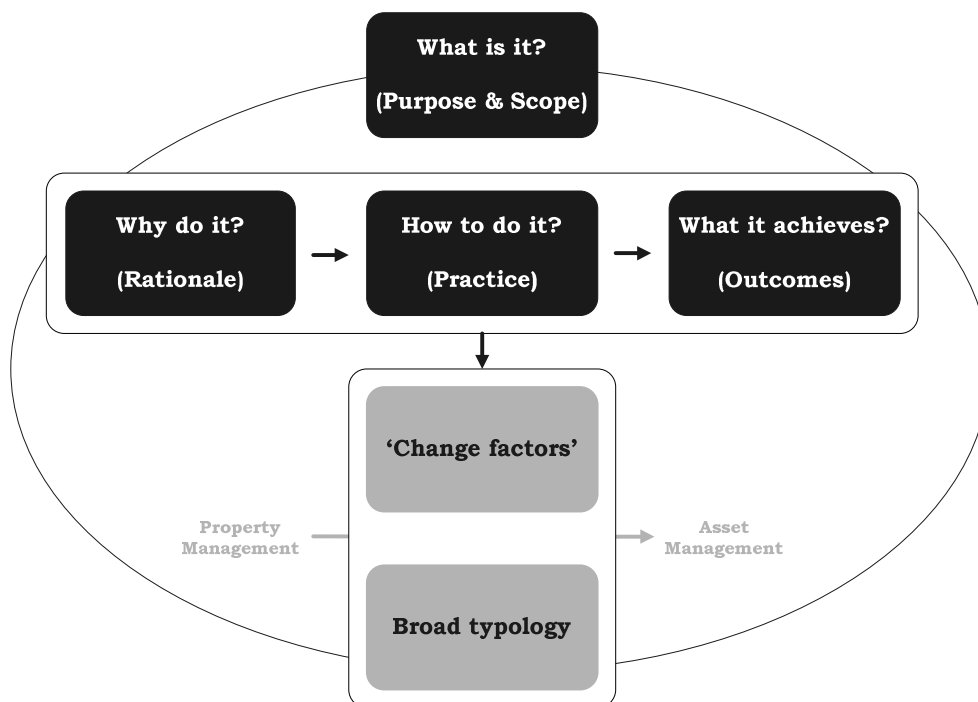 What is it?
(Purpose & Scope)
Why do it?
(Rationale)
How to do it?
(Practice)
What it achieves?
(Outcomes)
‘Change factors’
Property
Management
Asset
Management
Broad typology